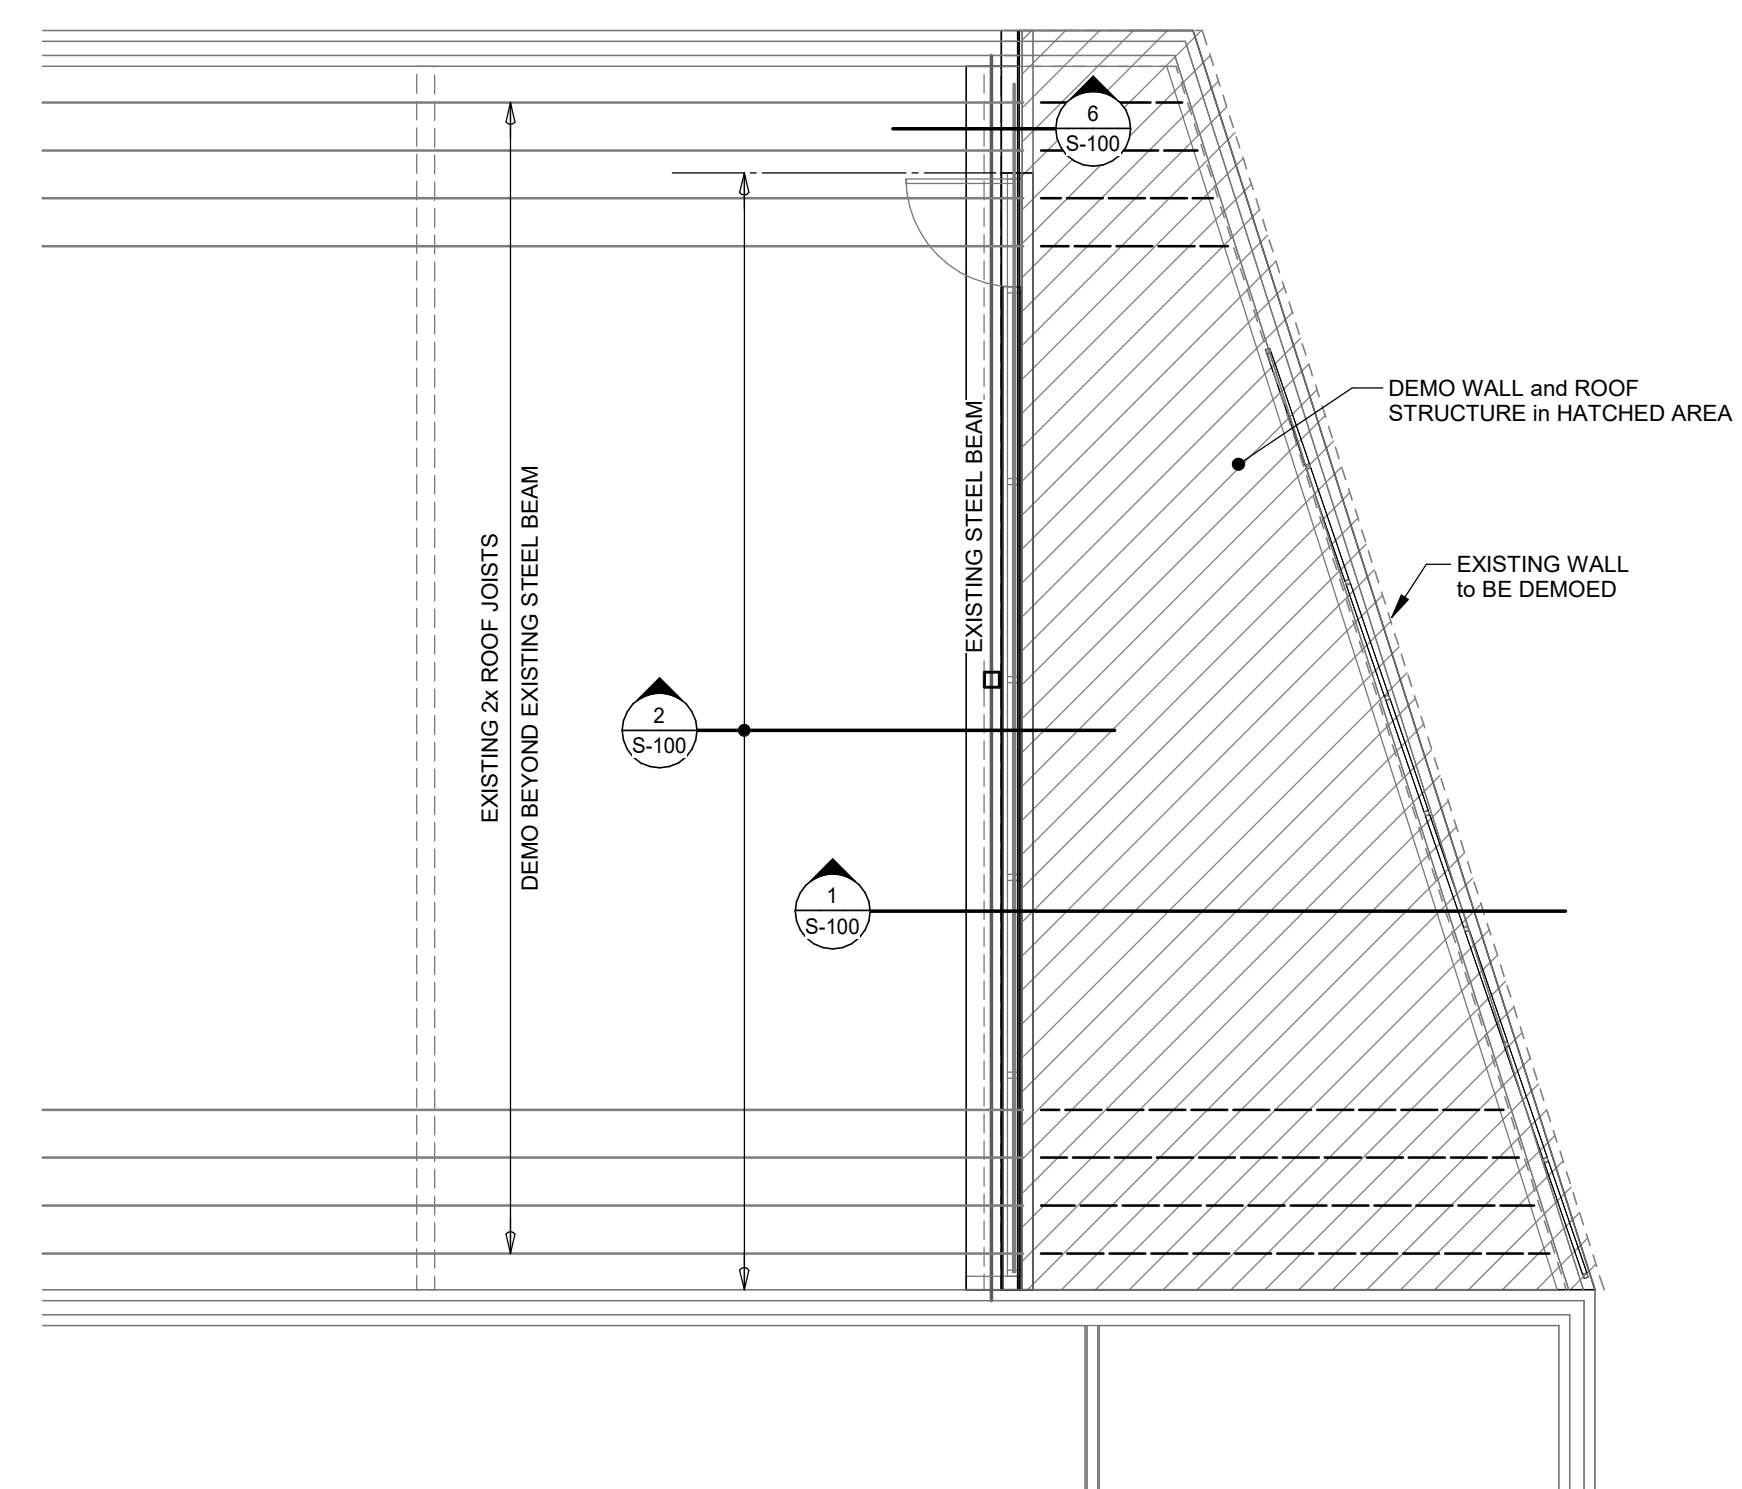 6
S-100
DEMO WALL and ROOF
STRUCTURE in HATCHED AREA
EXISTING WALL
to BE DEMOED
EXISTING STEEL BEAM
EXISTING 2x ROOF JOISTS
DEMO BEYOND EXISTING STEEL BEAM
2
S-100
1
S-100